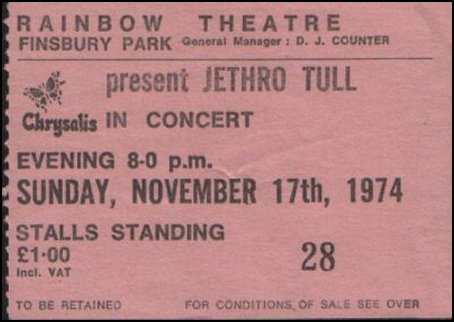 RAINBOW THEATRE
FINSBURY PARK General Manager : D. J. COUNTER
present JETHRO TULL
Chrysalis IN CONCERT
EVENING 8-0 p.m.
SUNDAY, NOVEMBER 17th, 1974
STALLS STANDING
£1·00 28
Incl. VAT
TO BE RETAINED FOR CONDITIONS OF SALE SEE OVER